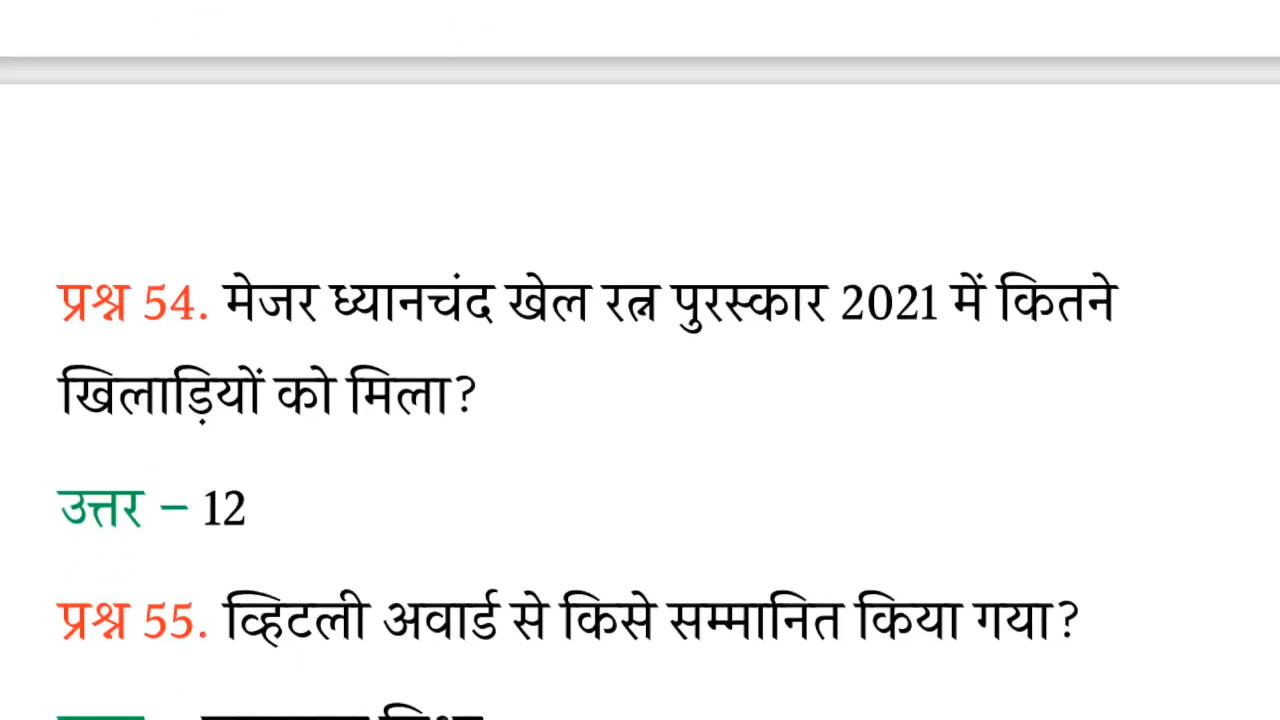 प्रश्न 54. मेजर ध्यानचंद खेल रत्न पुरस्कार 2021 में कितने
खिलाड़ियों को मिला?
उत्तर – 12
प्रश्न 55. व्हिटली अवार्ड से किसे सम्मानित किया गया?